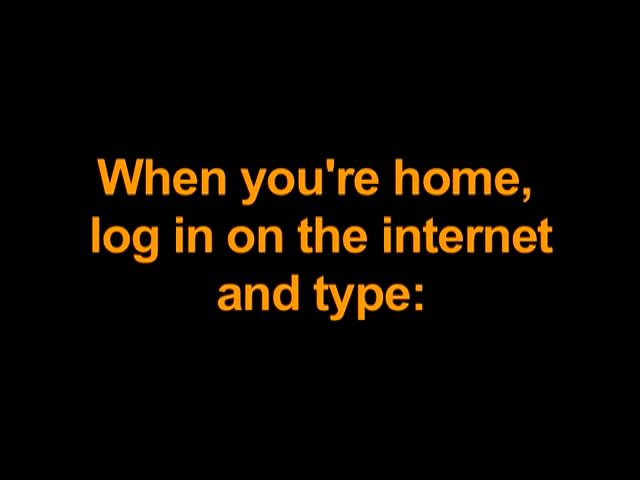 When you're home,
log in on the internet
and type: